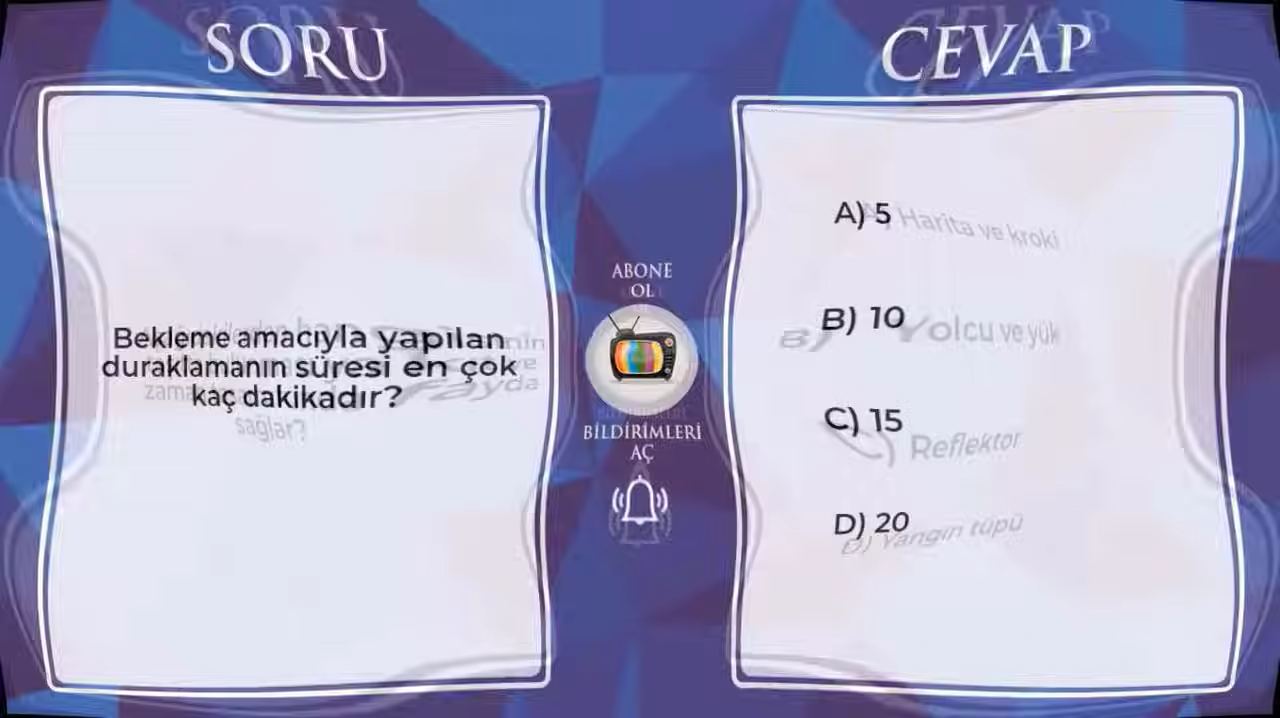 SORU
CEVAP
Bekleme amacıyla yapılan
duraklamanın süresi en çok
kaç dakikadır?
sağlar?
ABONE
OL
BİLDİRİMLERİ
AÇ
A) 5
Harita ve kroki
B) 10
B) Yolcu ve yük
C) 15
C) Reflektör
D) 20
D) Yangın tüpü